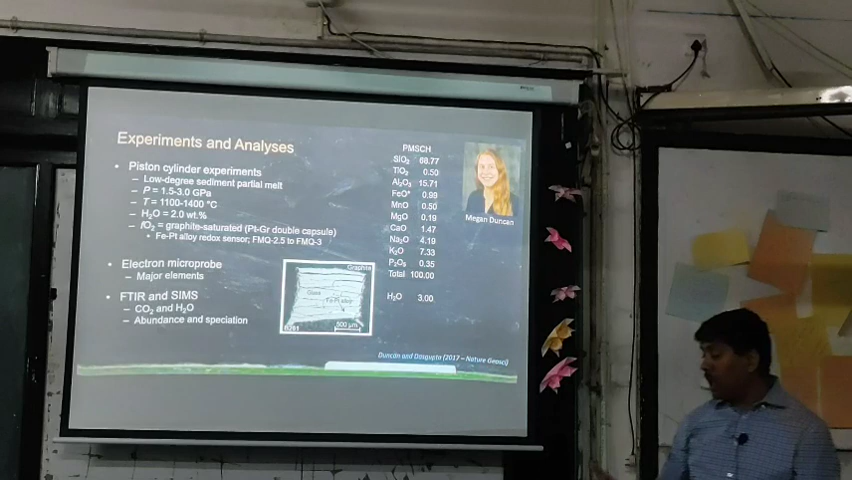 Experiments and Analyses
• Piston cylinder experiments
– Low-degree sediment partial melt
– P = 1.5-3.0 GPa
– T = 1100-1400 °C
– H₂O = 2.0 wt.%
– fO₂ = graphite-saturated (Pt-Gr double capsule)
• Fe-Pt alloy redox sensor; FMQ-2.5 to FMQ-3
• Electron microprobe
– Major elements
• FTIR and SIMS
– CO₂ and H₂O
– Abundance and speciation
Graphite
Glass
Fe-Pt alloy
500 µm
PMSCH
SiO₂ 68.77
TiO₂ 0.50
Al₂O₃ 15.71
FeO* 0.99
MnO 0.50
MgO 0.19
CaO 1.47
Na₂O 4.19
K₂O 7.33
P₂O₅ 0.35
Total 100.00
H₂O 3.00
Megan Duncan
Duncan and Dasgupta (2017 – Nature Geosci)